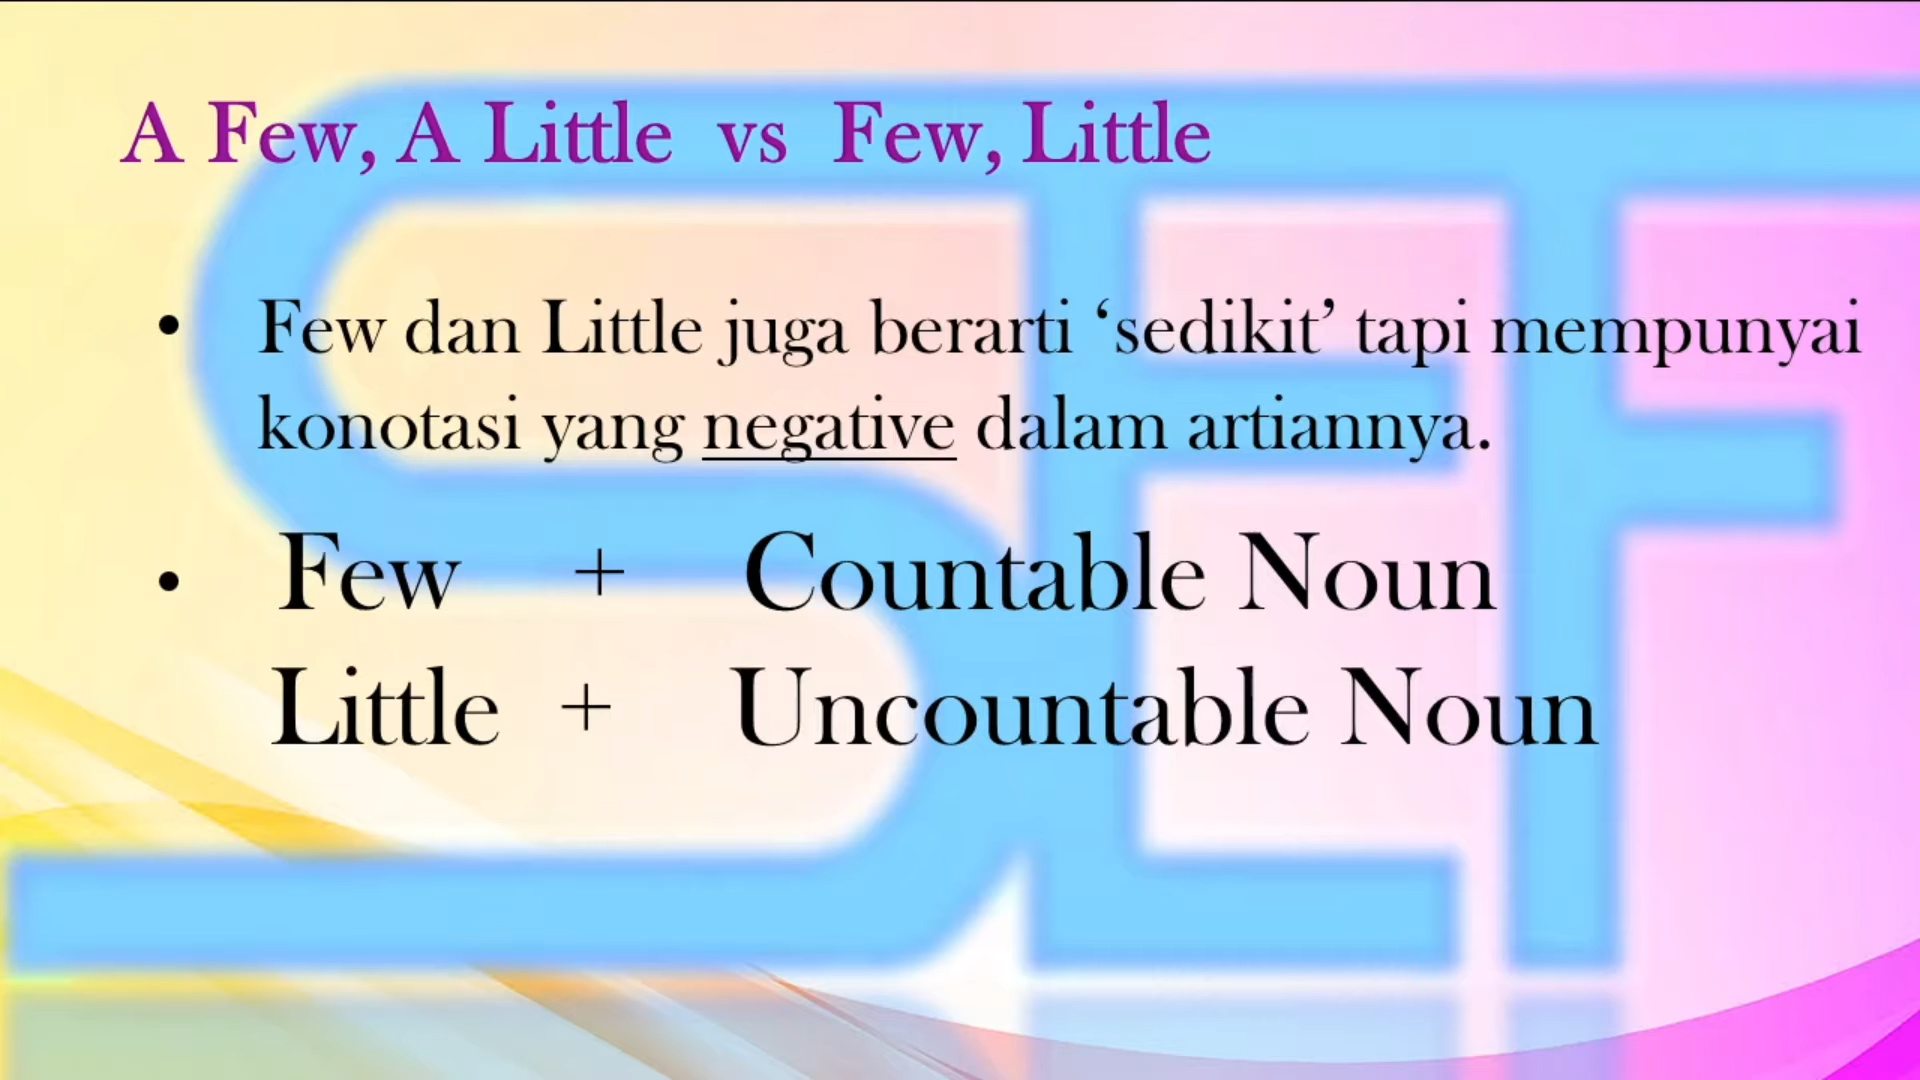 A Few, A Little vs Few, Little
• Few dan Little juga berarti ‘sedikit’ tapi mempunyai
konotasi yang negative dalam artiannya.
• Few + Countable Noun
Little + Uncountable Noun
SEF